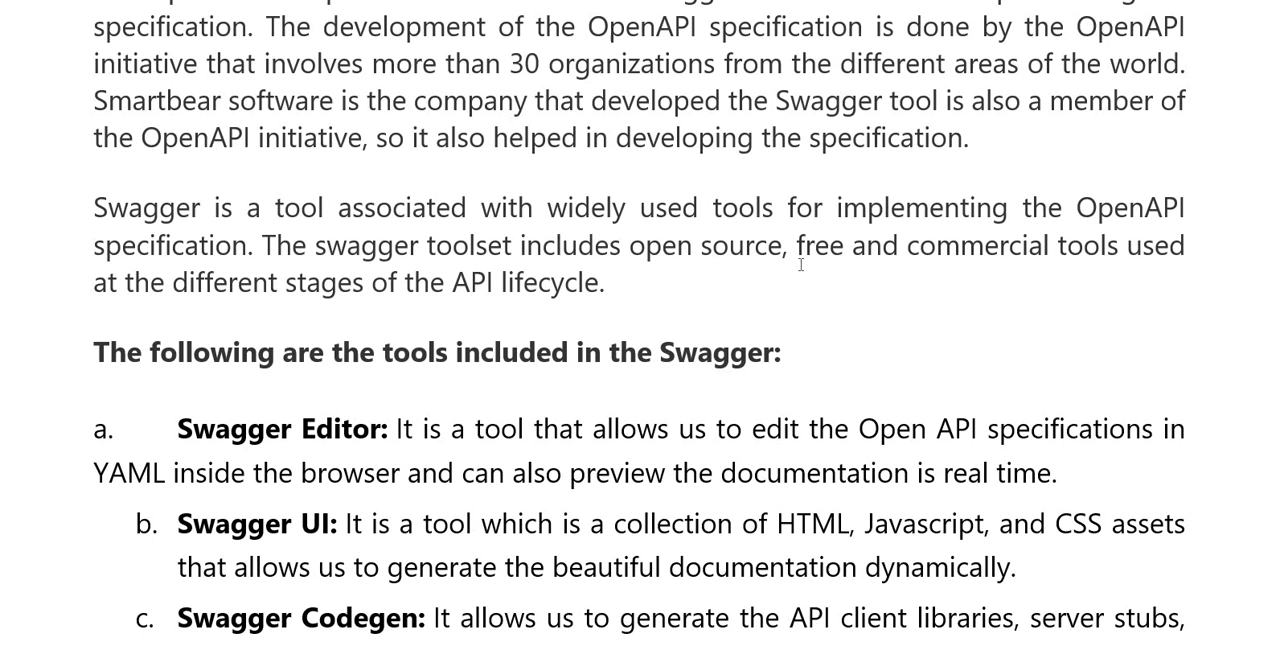 specification. The development of the OpenAPI specification is done by the OpenAPI
initiative that involves more than 30 organizations from the different areas of the world.
Smartbear software is the company that developed the Swagger tool is also a member of
the OpenAPI initiative, so it also helped in developing the specification.
Swagger is a tool associated with widely used tools for implementing the OpenAPI
specification. The swagger toolset includes open source, free and commercial tools used
at the different stages of the API lifecycle.
The following are the tools included in the Swagger:
a. Swagger Editor: It is a tool that allows us to edit the Open API specifications in
YAML inside the browser and can also preview the documentation is real time.
b. Swagger UI: It is a tool which is a collection of HTML, Javascript, and CSS assets
that allows us to generate the beautiful documentation dynamically.
c. Swagger Codegen: It allows us to generate the API client libraries, server stubs,